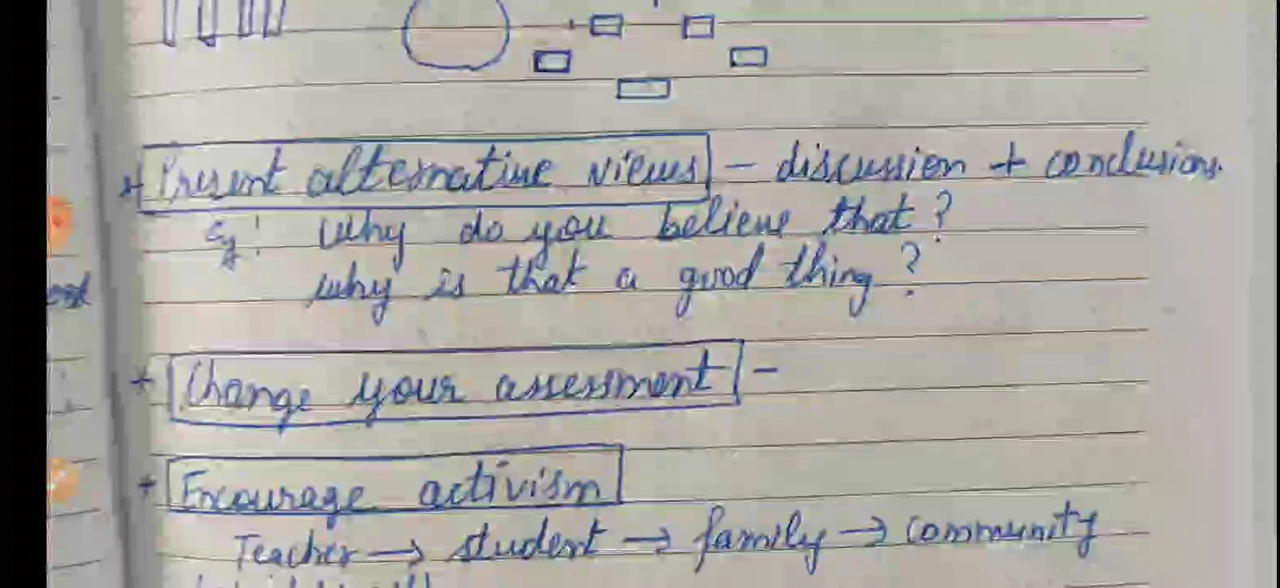 * Present alternative views - discussion + conclusion.
Eg: Why do you believe that?
why is that a good thing?
* Change your assessment -
* Encourage activism
Teacher → student → family → community